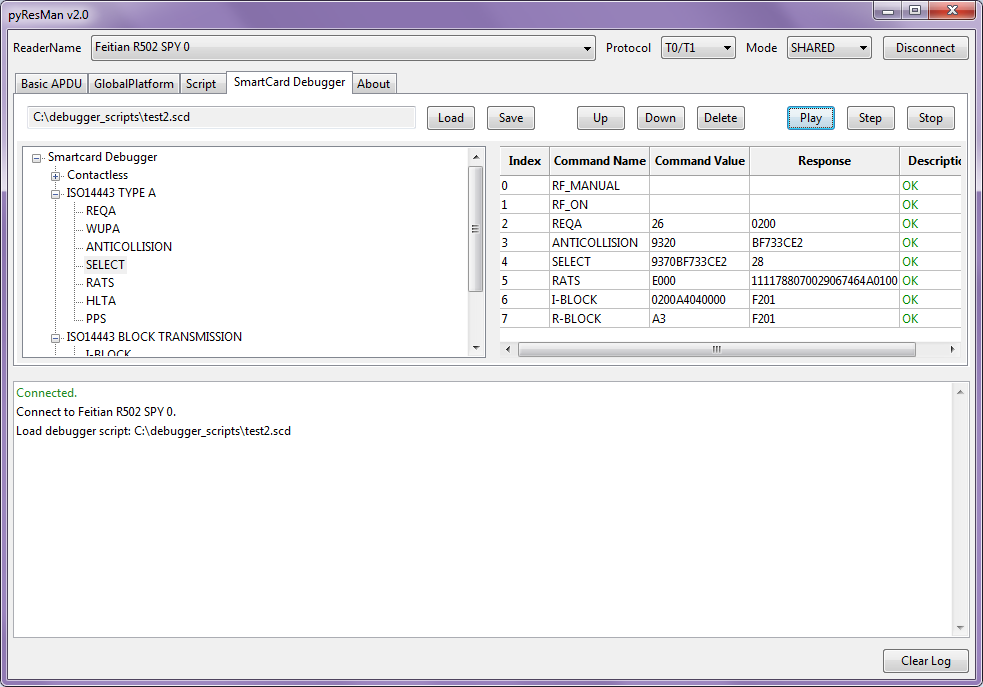 pyResMan v2.0
ReaderName Feitian R502 SPY 0 Protocol T0/T1 Mode SHARED Disconnect
Basic APDU GlobalPlatform Script SmartCard Debugger About
C:\debugger_scripts\test2.scd Load Save Up Down Delete Play Step Stop
Smartcard Debugger
Contactless
ISO14443 TYPE A
REQA
WUPA
ANTICOLLISION
SELECT
RATS
HLTA
PPS
ISO14443 BLOCK TRANSMISSION
I-BLOCK
Index Command Name Command Value Response Descriptio
0 RF_MANUAL OK
1 RF_ON OK
2 REQA 26 0200 OK
3 ANTICOLLISION 9320 BF733CE2 OK
4 SELECT 9370BF733CE2 28 OK
5 RATS E000 1111788070029067464A0100 OK
6 I-BLOCK 0200A4040000 F201 OK
7 R-BLOCK A3 F201 OK
Connected.
Connect to Feitian R502 SPY 0.
Load debugger script: C:\debugger_scripts\test2.scd
Clear Log